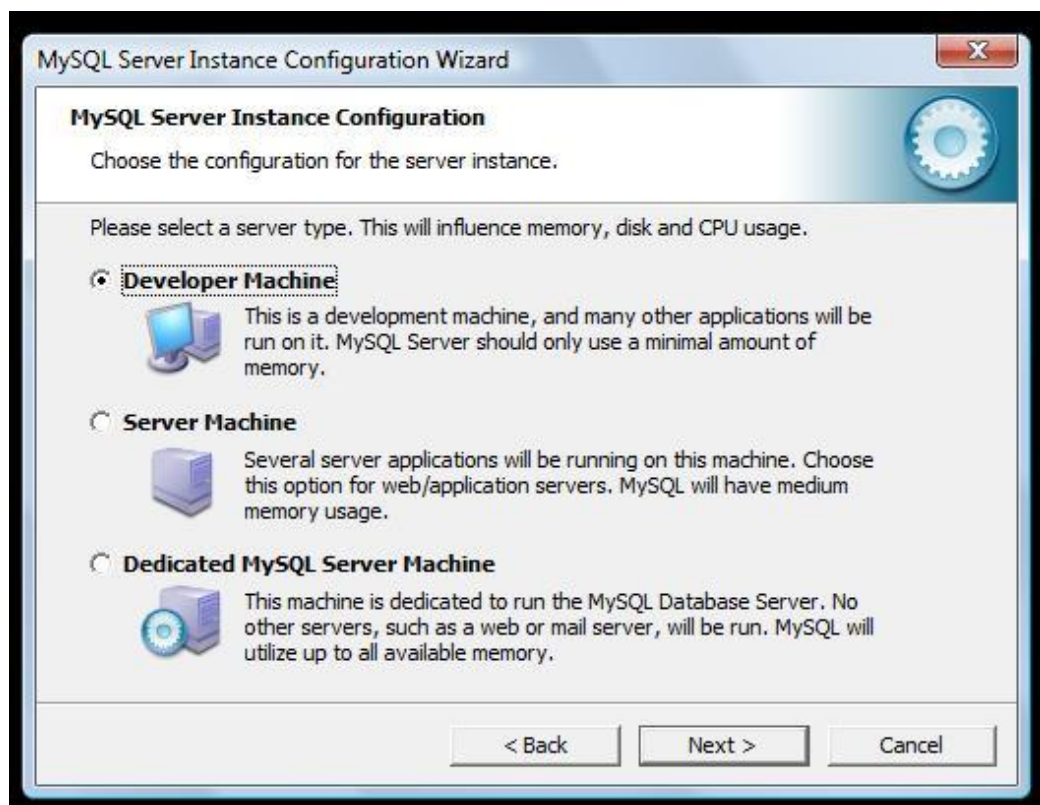 MySQL Server Instance Configuration Wizard
MySQL Server Instance Configuration
Choose the configuration for the server instance.
Please select a server type. This will influence memory, disk and CPU usage.
Developer Machine
This is a development machine, and many other applications will be
run on it. MySQL Server should only use a minimal amount of
memory.
Server Machine
Several server applications will be running on this machine. Choose
this option for web/application servers. MySQL will have medium
memory usage.
Dedicated MySQL Server Machine
This machine is dedicated to run the MySQL Database Server. No
other servers, such as a web or mail server, will be run. MySQL will
utilize up to all available memory.
< Back Next > Cancel